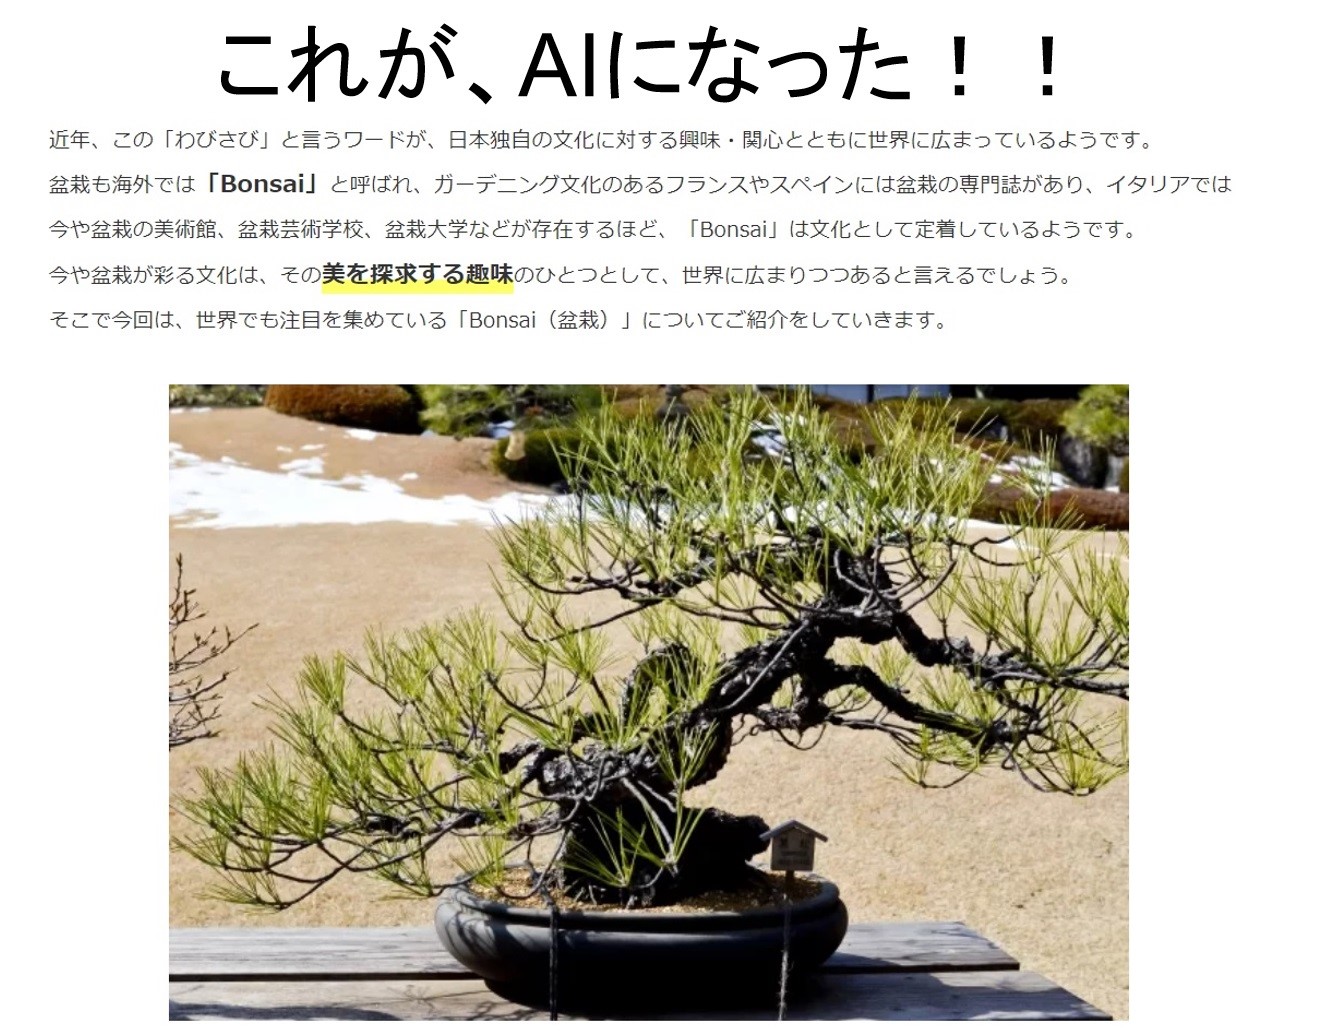 これが、AIになった！！
近年、この「わびさび」と言うワードが、日本独自の文化に対する興味・関心とともに世界に広まっているようです。
盆栽も海外では「Bonsai」と呼ばれ、ガーデニング文化のあるフランスやスペインには盆栽の専門誌があり、イタリアでは
今や盆栽の美術館、盆栽芸術学校、盆栽大学などが存在するほど、「Bonsai」は文化として定着しているようです。
今や盆栽が彩る文化は、その美を探求する趣味のひとつとして、世界に広まりつつあると言えるでしょう。
そこで今回は、世界でも注目を集めている「Bonsai（盆栽）」についてご紹介をしていきます。